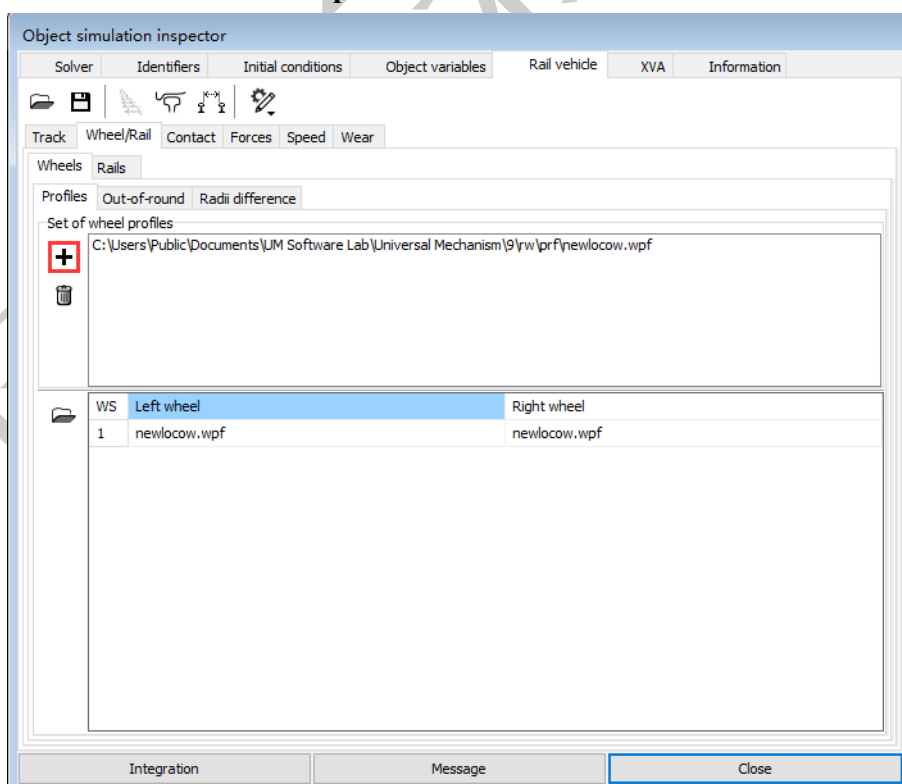 Object simulation inspector
Solver Identifiers Initial conditions Object variables Rail vehicle XVA Information
Track Wheel/Rail Contact Forces Speed Wear
Wheels Rails
Profiles Out-of-round Radii difference
Set of wheel profiles
C:\Users\Public\Documents\UM Software Lab\Universal Mechanism\9\rw\prf\newlocow.wpf
WS Left wheel Right wheel
1 newlocow.wpf newlocow.wpf
Integration Message Close